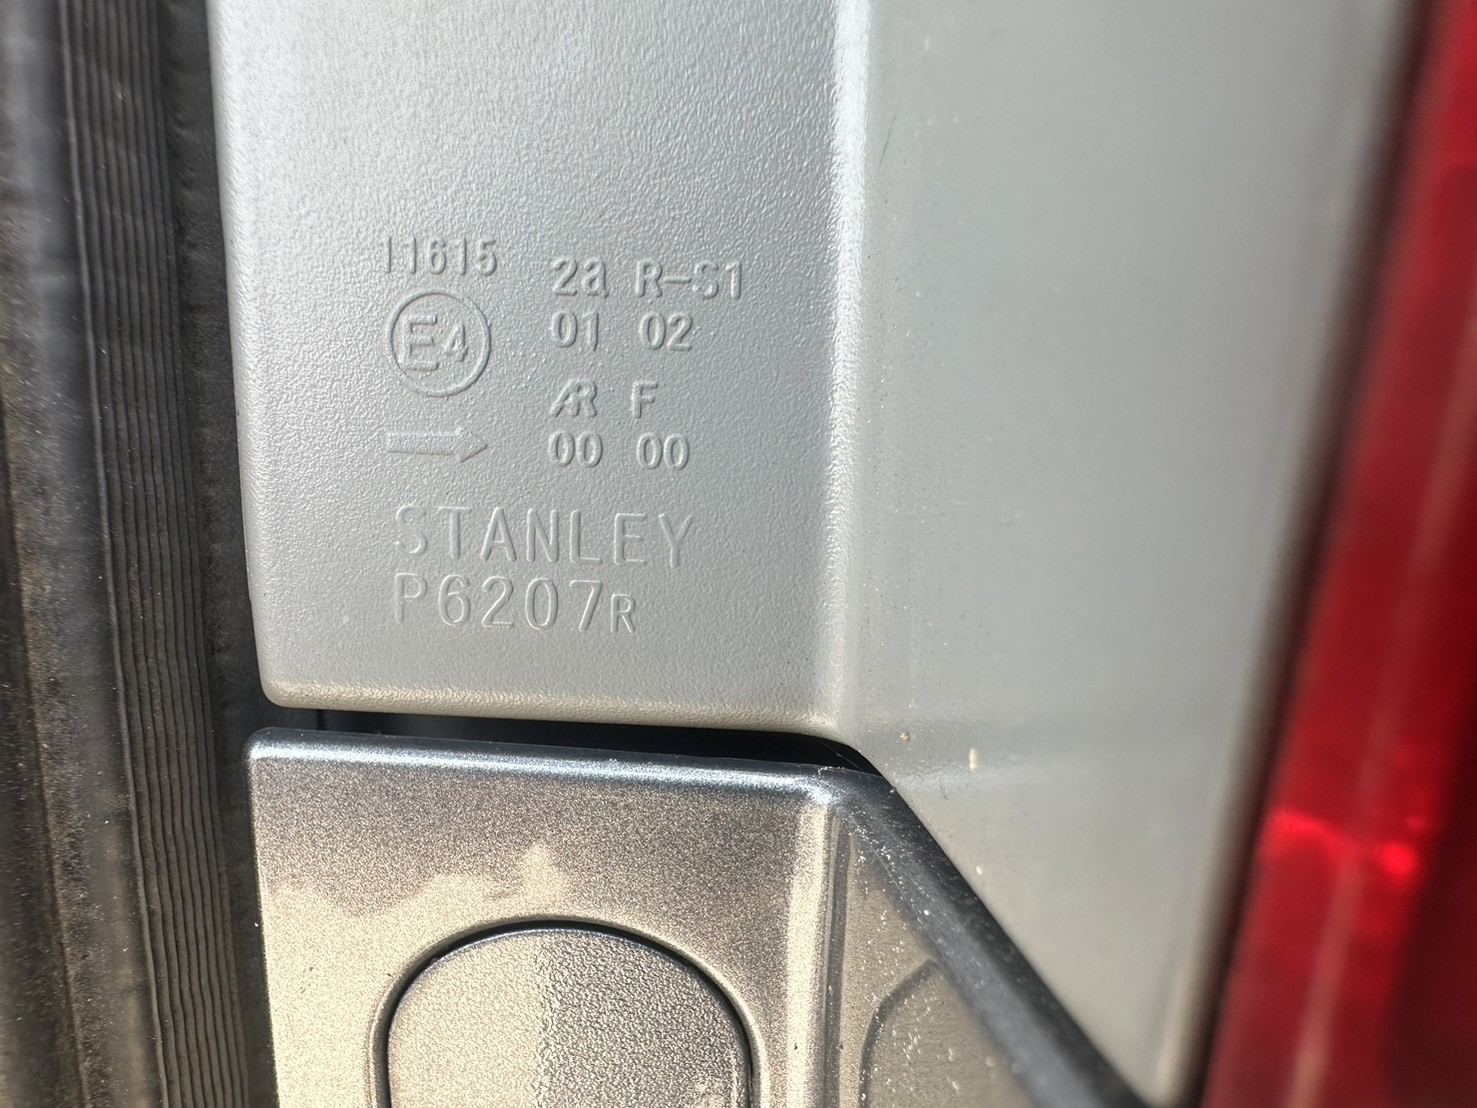 11615
E4
2a R-S1
01 02
AR F
00 00
STANLEY
P6207R